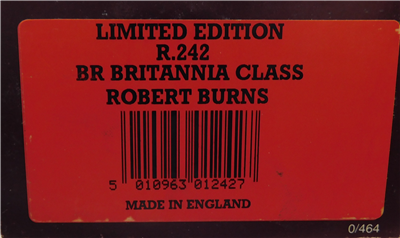 LIMITED EDITION
R.242
BR BRITANNIA CLASS
ROBERT BURNS
5 010963 012427
MADE IN ENGLAND
0/464